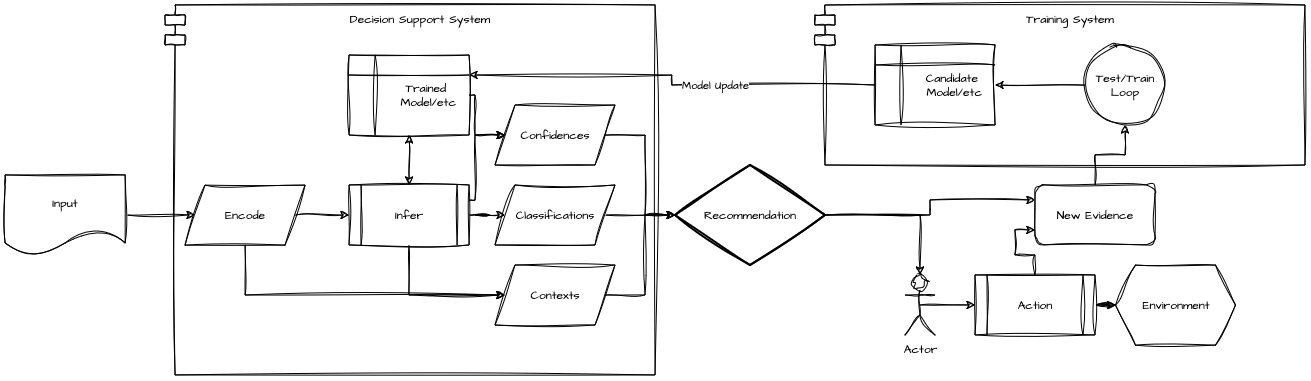 Decision Support System
Training System
Trained
Model/etc
Model Update
Candidate
Model/etc
Test/Train
Loop
Confidences
Input
Encode
Infer
Classifications
Recommendation
New Evidence
Contexts
Action
Environment
Actor